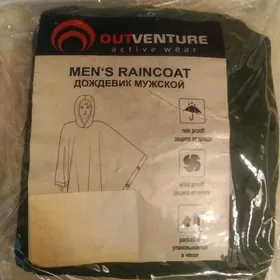 OUTVENTURE
active wear
MEN'S RAINCOAT
ДОЖДЕВИК МУЖСКОЙ
rain proof
защита от дождя
wind proof
защита от ветра
packable
упаковывается
в чехол